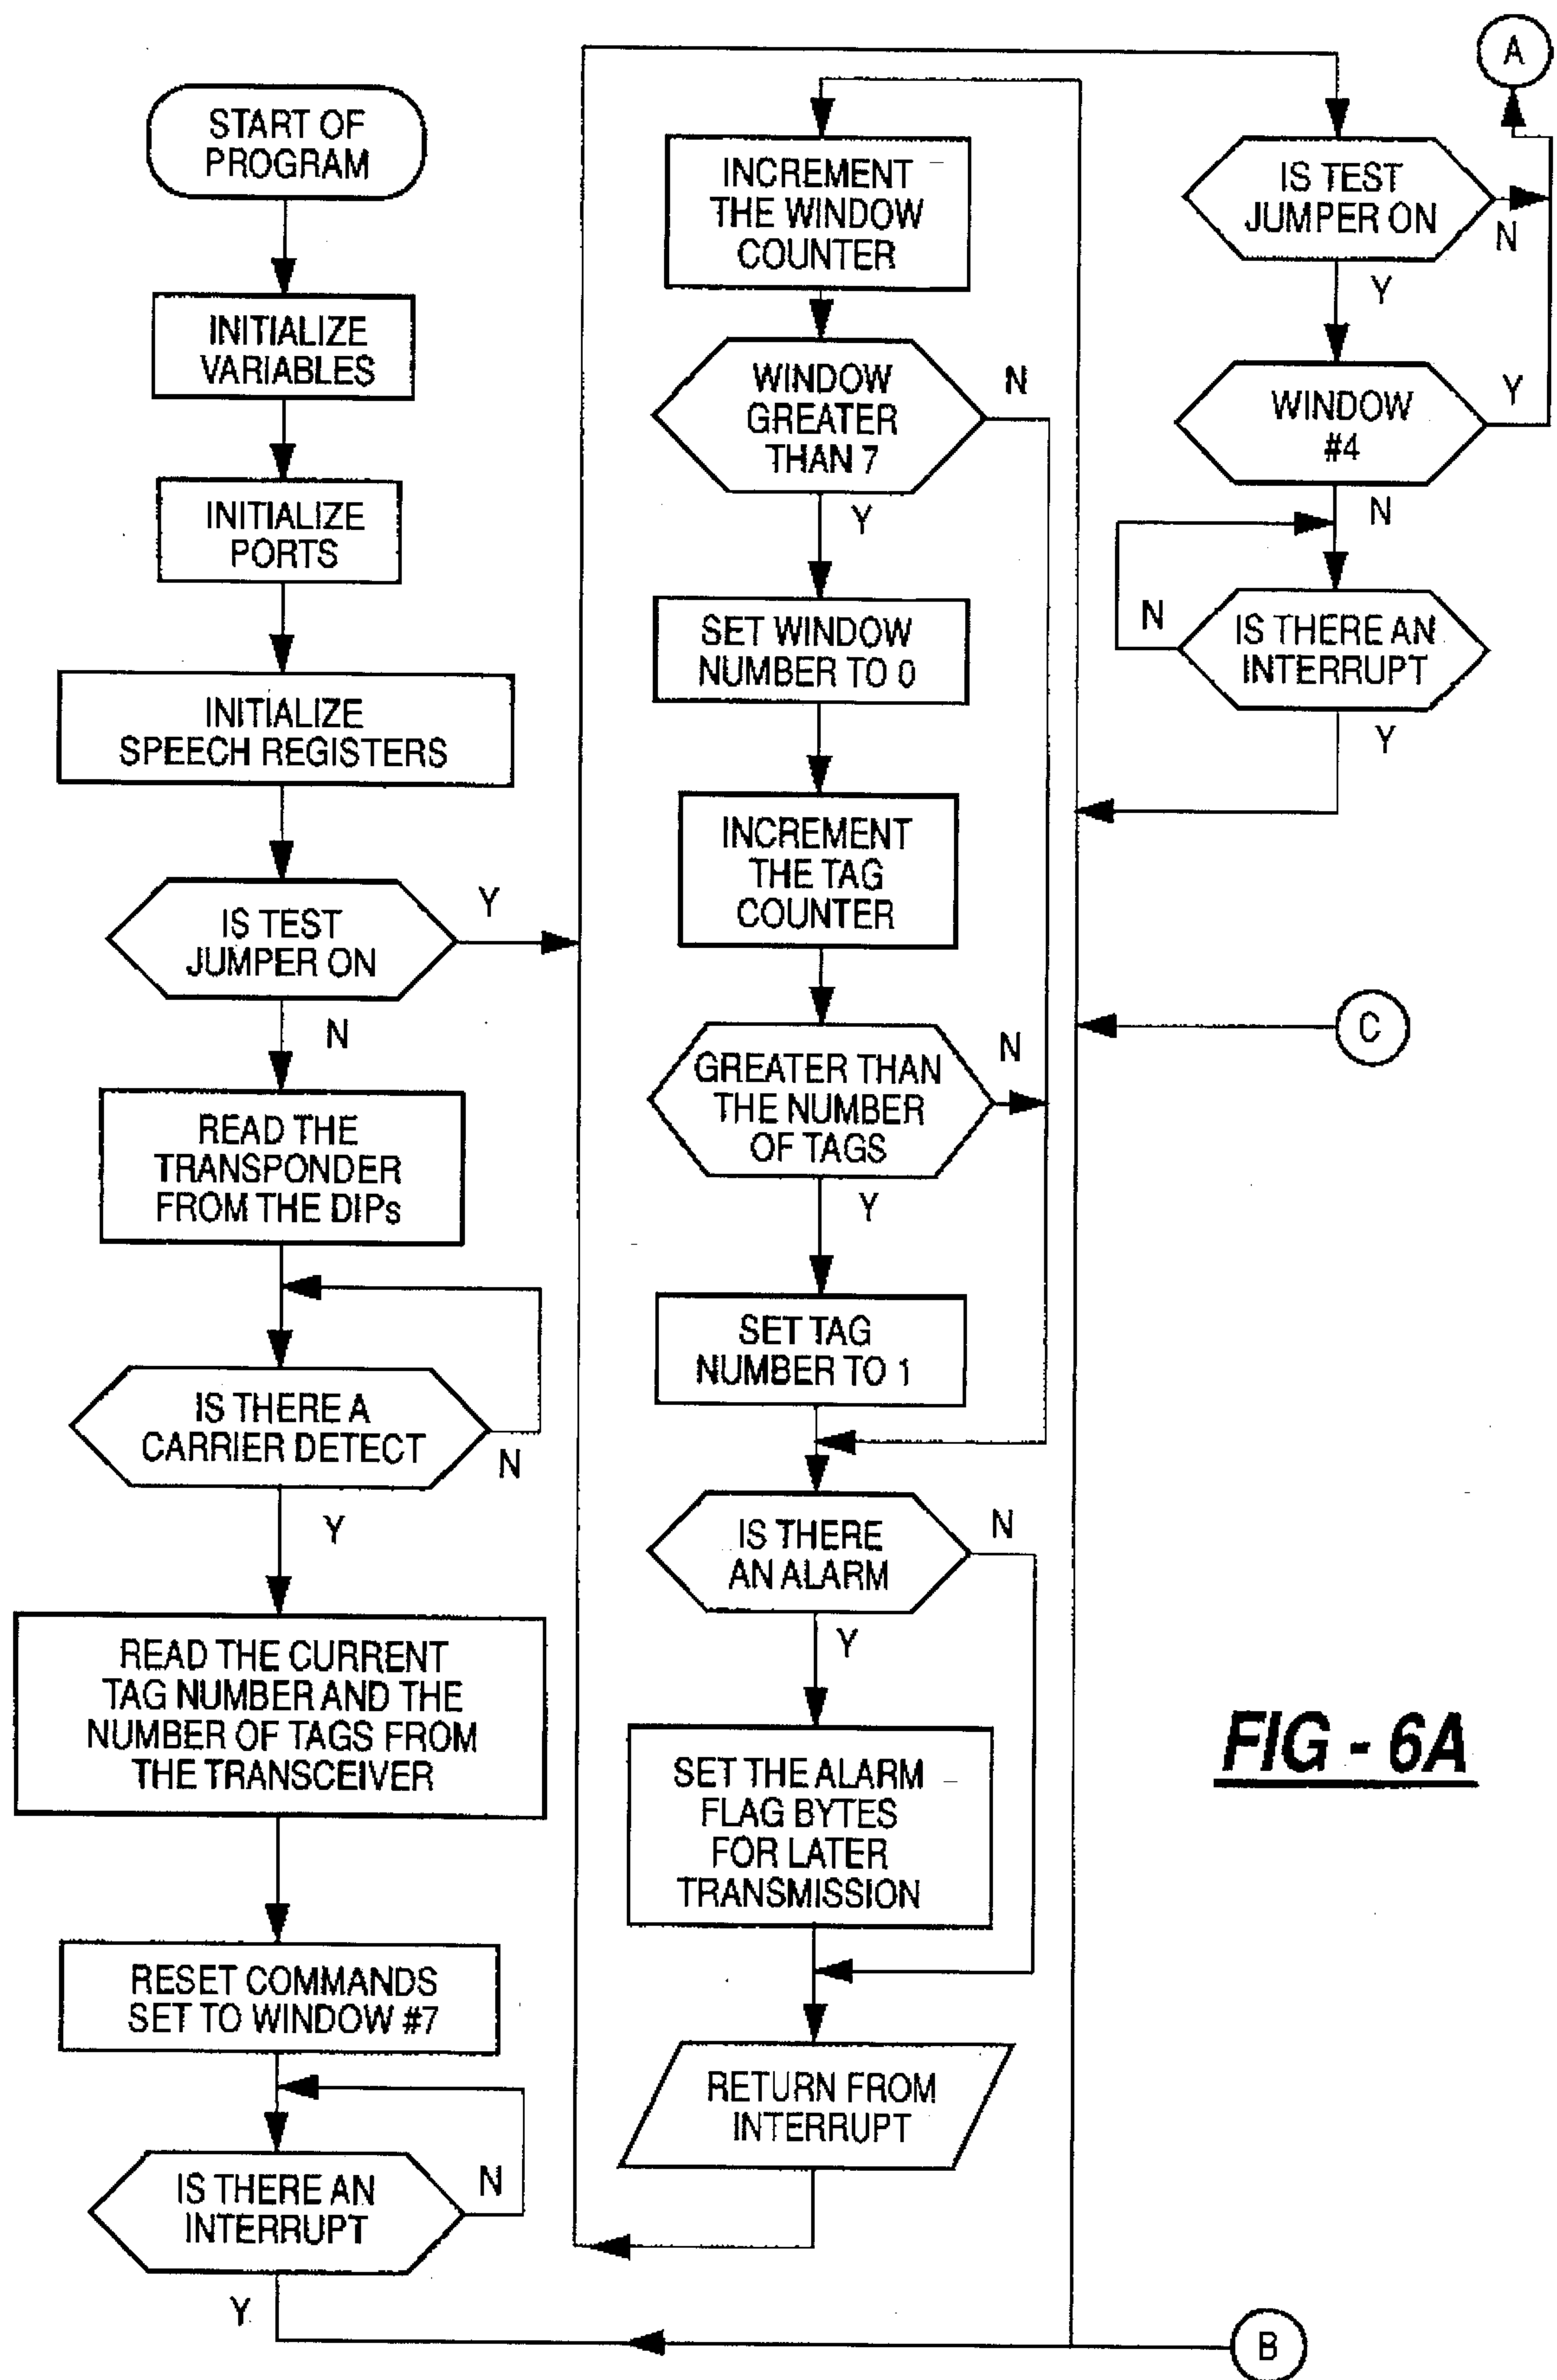 START OF
PROGRAM
INITIALIZE
VARIABLES
INITIALIZE
PORTS
INITIALIZE
SPEECH REGISTERS
IS TEST
JUMPER ON
Y
N
READ THE
TRANSPONDER
FROM THE DIPs
IS THERE A
CARRIER DETECT
N
Y
READ THE CURRENT
TAG NUMBER AND THE
NUMBER OF TAGS FROM
THE TRANSCEIVER
RESET COMMANDS
SET TO WINDOW #7
IS THERE AN
INTERRUPT
N
Y
INCREMENT
THE WINDOW
COUNTER
WINDOW
GREATER
THAN 7
N
Y
SET WINDOW
NUMBER TO 0
INCREMENT
THE TAG
COUNTER
GREATER THAN
THE NUMBER
OF TAGS
N
Y
SET TAG
NUMBER TO 1
IS THERE
AN ALARM
N
Y
SET THE ALARM
FLAG BYTES
FOR LATER
TRANSMISSION
RETURN FROM
INTERRUPT
A
IS TEST
JUMPER ON
N
Y
WINDOW
#4
Y
N
IS THERE AN
INTERRUPT
N
Y
C
FIG - 6A
B